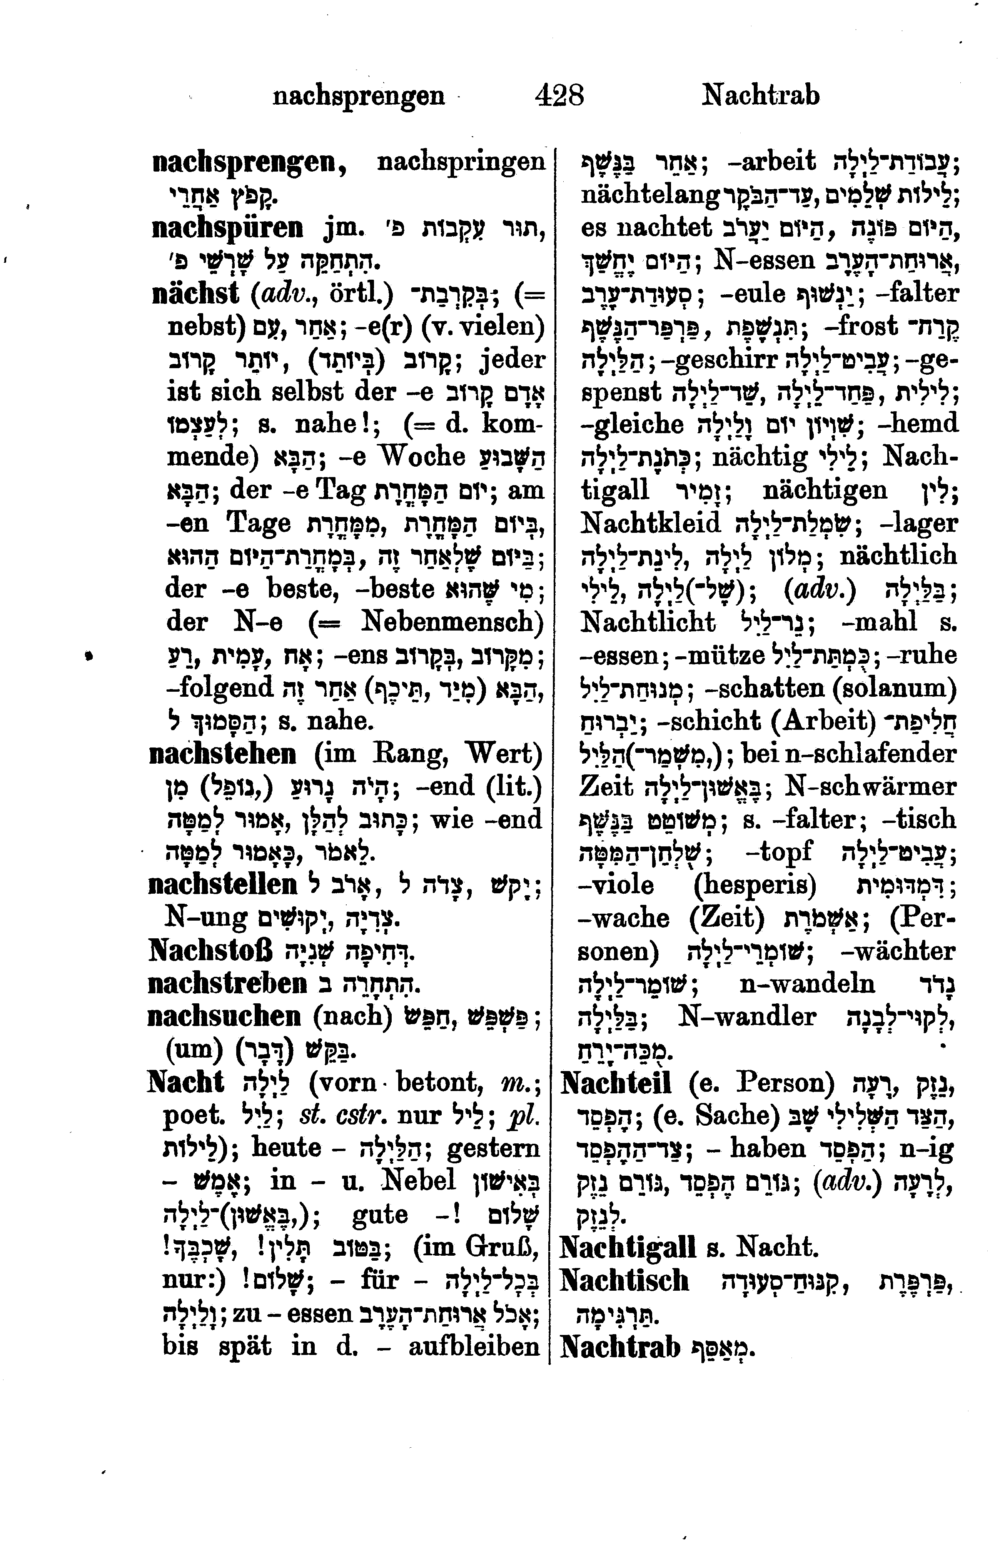 nachsprengen 428 Nachtrab
nachsprengen, nachspringen
קָפֹץ אַחֲרֵי.
nachspüren jm. תּוּר עִקְבוֹת פ׳,
הִתְחַקֵּה עַל שָׁרְשֵׁי פ׳.
nächst (adv., örtl.) בְּקִרְבַת־; (=
nebst) עִם, אַחַר; -e(r) (v. vielen)
קָרוֹב (בְּיוֹתֵר), יוֹתֵר קָרוֹב; jeder
ist sich selbst der -e אָדָם קָרוֹב
לְעַצְמוֹ; s. nahe!; (= d. kom-
mende) הַבָּא; -e Woche הַשָּׁבוּעַ
הַבָּא; der -e Tag יוֹם הַמָּחֳרָת; am
-en Tage בְּיוֹם הַמָּחֳרָת, מִמָּחֳרָת,
בְּמָחֳרַת־הַיּוֹם הַהוּא, בַּיּוֹם שֶׁלְּאַחַר זֶה;
der -e beste, -beste מִי שֶׁהוּא;
der N-e (= Nebenmensch)
רֵעַ, עָמִית, אָח; -ens בְּקָרוֹב, מִקָּרוֹב;
-folgend הַבָּא (מִיָּד, תֵּיכֶף) אַחַר זֶה,
הַסָּמוּךְ לְ; s. nahe.
nachstehen (im Rang, Wert)
הָיֹה גָרוּעַ (נוֹפֵל,) מִן; -end (lit.)
כָּתוּב לְהַלָּן, אָמוּר לְמַטָּה; wie -end
לֵאמֹר, כָּאָמוּר לְמַטָּה.
nachstellen יָקֹשׁ, צָדֹה לְ, אָרֹב לְ;
N-ung צְדִיָּה, יְקוּשִׁים.
Nachstoß דְּחִיפָה שְׁנִיָּה.
nachstreben הִתְחָרֵה ב.
nachsuchen (nach) חַפֵּשׂ, פַּשְׁפֵּשׁ;
(um) בַּקֵּשׁ (דָּבָר).
Nacht לַיְלָה (vorn betont, m.;
poet. לַיִל; st. cstr. nur לֵיל; pl.
לֵילוֹת); heute - הַלַּיְלָה; gestern
- אֶמֶשׁ; in - u. Nebel בְּאִישׁוֹן
(בֶּאֱשׁוּן,)־לַיְלָה; gute -! שָׁלוֹם
שָׁכְבֶּךָ!, תָּלִין! בְּטוֹב; (im Gruß,
nur:) שָׁלוֹם!; - für - בְּכָל־לַיְלָה
וָלַיְלָה; zu - essen אָכֹל אֲרוּחַת־הָעֶרֶב;
bis spät in d. - aufbleiben
אַחַר בַּנֶּשֶׁף; -arbeit עֲבוֹדַת־לַיְלָה;
nächtelang עַד־הַבֹּקֶר, לֵילוֹת שְׁלֵמִים;
es nachtet הַיּוֹם פּוֹנֶה, הַיּוֹם יַעֲרֹב,
הַיּוֹם יֶחְשַׁךְ; N-essen אֲרוּחַת־הָעֶרֶב,
סְעוּדַת־עֶרֶב; -eule יַנְשׁוּף; -falter
תִּנְשֶׁפֶת, פַּרְפַּר־הַנֶּשֶׁף; -frost קֶרַח־
הַלַּיְלָה; -geschirr עֲבִיט־לַיְלָה; -ge-
spenst לִילִית, פַּחַד־לַיְלָה, שֵׁד־לַיְלָה;
-gleiche שִׁוְיוֹן יוֹם וָלַיְלָה; -hemd
כְּתֹנֶת־לַיְלָה; nächtig לֵילִי; Nach-
tigall זָמִיר; nächtigen לִין;
Nachtkleid שִׂמְלַת־לַיְלָה; -lager
מְלוֹן לַיְלָה, לִינַת־לַיְלָה; nächtlich
לֵילִי, (שֶׁל־)לַיְלָה; (adv.) בַּלַּיְלָה;
Nachtlicht נֵר־לַיִל; -mahl s.
-essen; -mütze כְּמִתַּת־לַיִל; -ruhe
מְנוּחַת־לַיִל; -schatten (solanum)
יַבְרוּחַ; -schicht (Arbeit) חֲלִיפַת־
(מִשְׁמַר־,)הַלַּיִל; bei n-schlafender
Zeit בֶּאֱשׁוּן־לַיְלָה; N-schwärmer
מְשׁוֹטֵט בַּנֶּשֶׁף; s. -falter; -tisch
שֻׁלְחַן־הַמִּטָּה; -topf עֲבִיט־לַיְלָה;
-viole (hesperis) דִּמְדּוּמִית;
-wache (Zeit) אַשְׁמֹרֶת; (Per-
sonen) שׁוֹמְרֵי־לַיְלָה; -wächter
שׁוֹמֵר־לַיְלָה; n-wandeln נָדֹד
בַּלַּיְלָה; N-wandler לְקוּי־לְבָנָה,
מֻכֵּה־יָרֵחַ.
Nachteil (e. Person) נֵזֶק, רָעָה,
הֶפְסֵד; (e. Sache) הַצַּד הַשְּׁלִילִי שֶׁבְּ,
צַד־הַהֶפְסֵד; - haben הִפָּסֵד; n-ig
גּוֹרֵם הֶפְסֵד, גּוֹרֵם נֵזֶק; (adv.) לְרָעָה,
לְנֵזֶק.
Nachtigall s. Nacht.
Nachtisch קִנּוּחַ־סְעוּדָה, פַּרְפֶּרֶת,
תַּרְגִּימָה.
Nachtrab מְאַסֵּף.